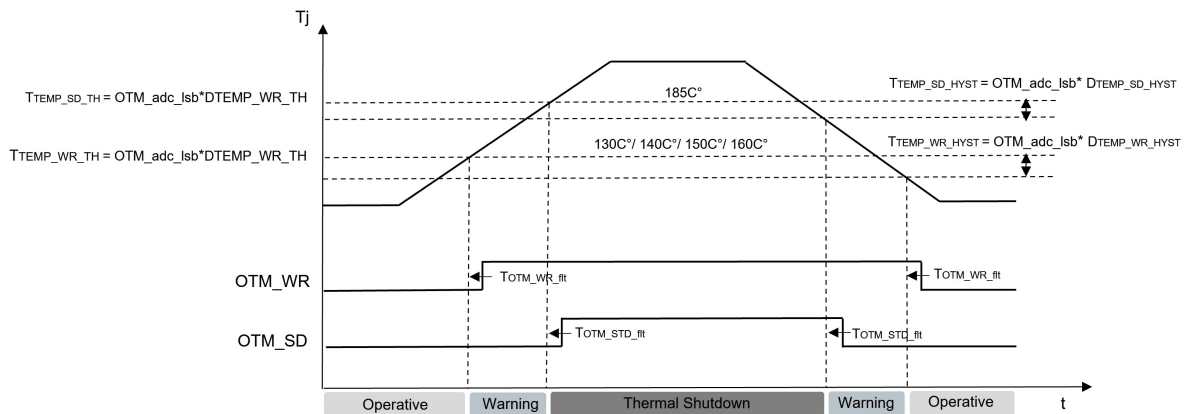 Tj
TTEMP_SD_TH = OTM_adc_lsb*DTEMP_WR_TH
185C°
TTEMP_SD_HYST = OTM_adc_lsb* DTEMP_SD_HYST
TTEMP_WR_TH = OTM_adc_lsb*DTEMP_WR_TH
130C°/ 140C°/ 150C°/ 160C°
TTEMP_WR_HYST = OTM_adc_lsb* DTEMP_WR_HYST
OTM_WR
TOTM_WR_flt
TOTM_WR_flt
OTM_SD
TOTM_STD_flt
TOTM_STD_flt
Operative
Warning
Thermal Shutdown
Warning
Operative
t